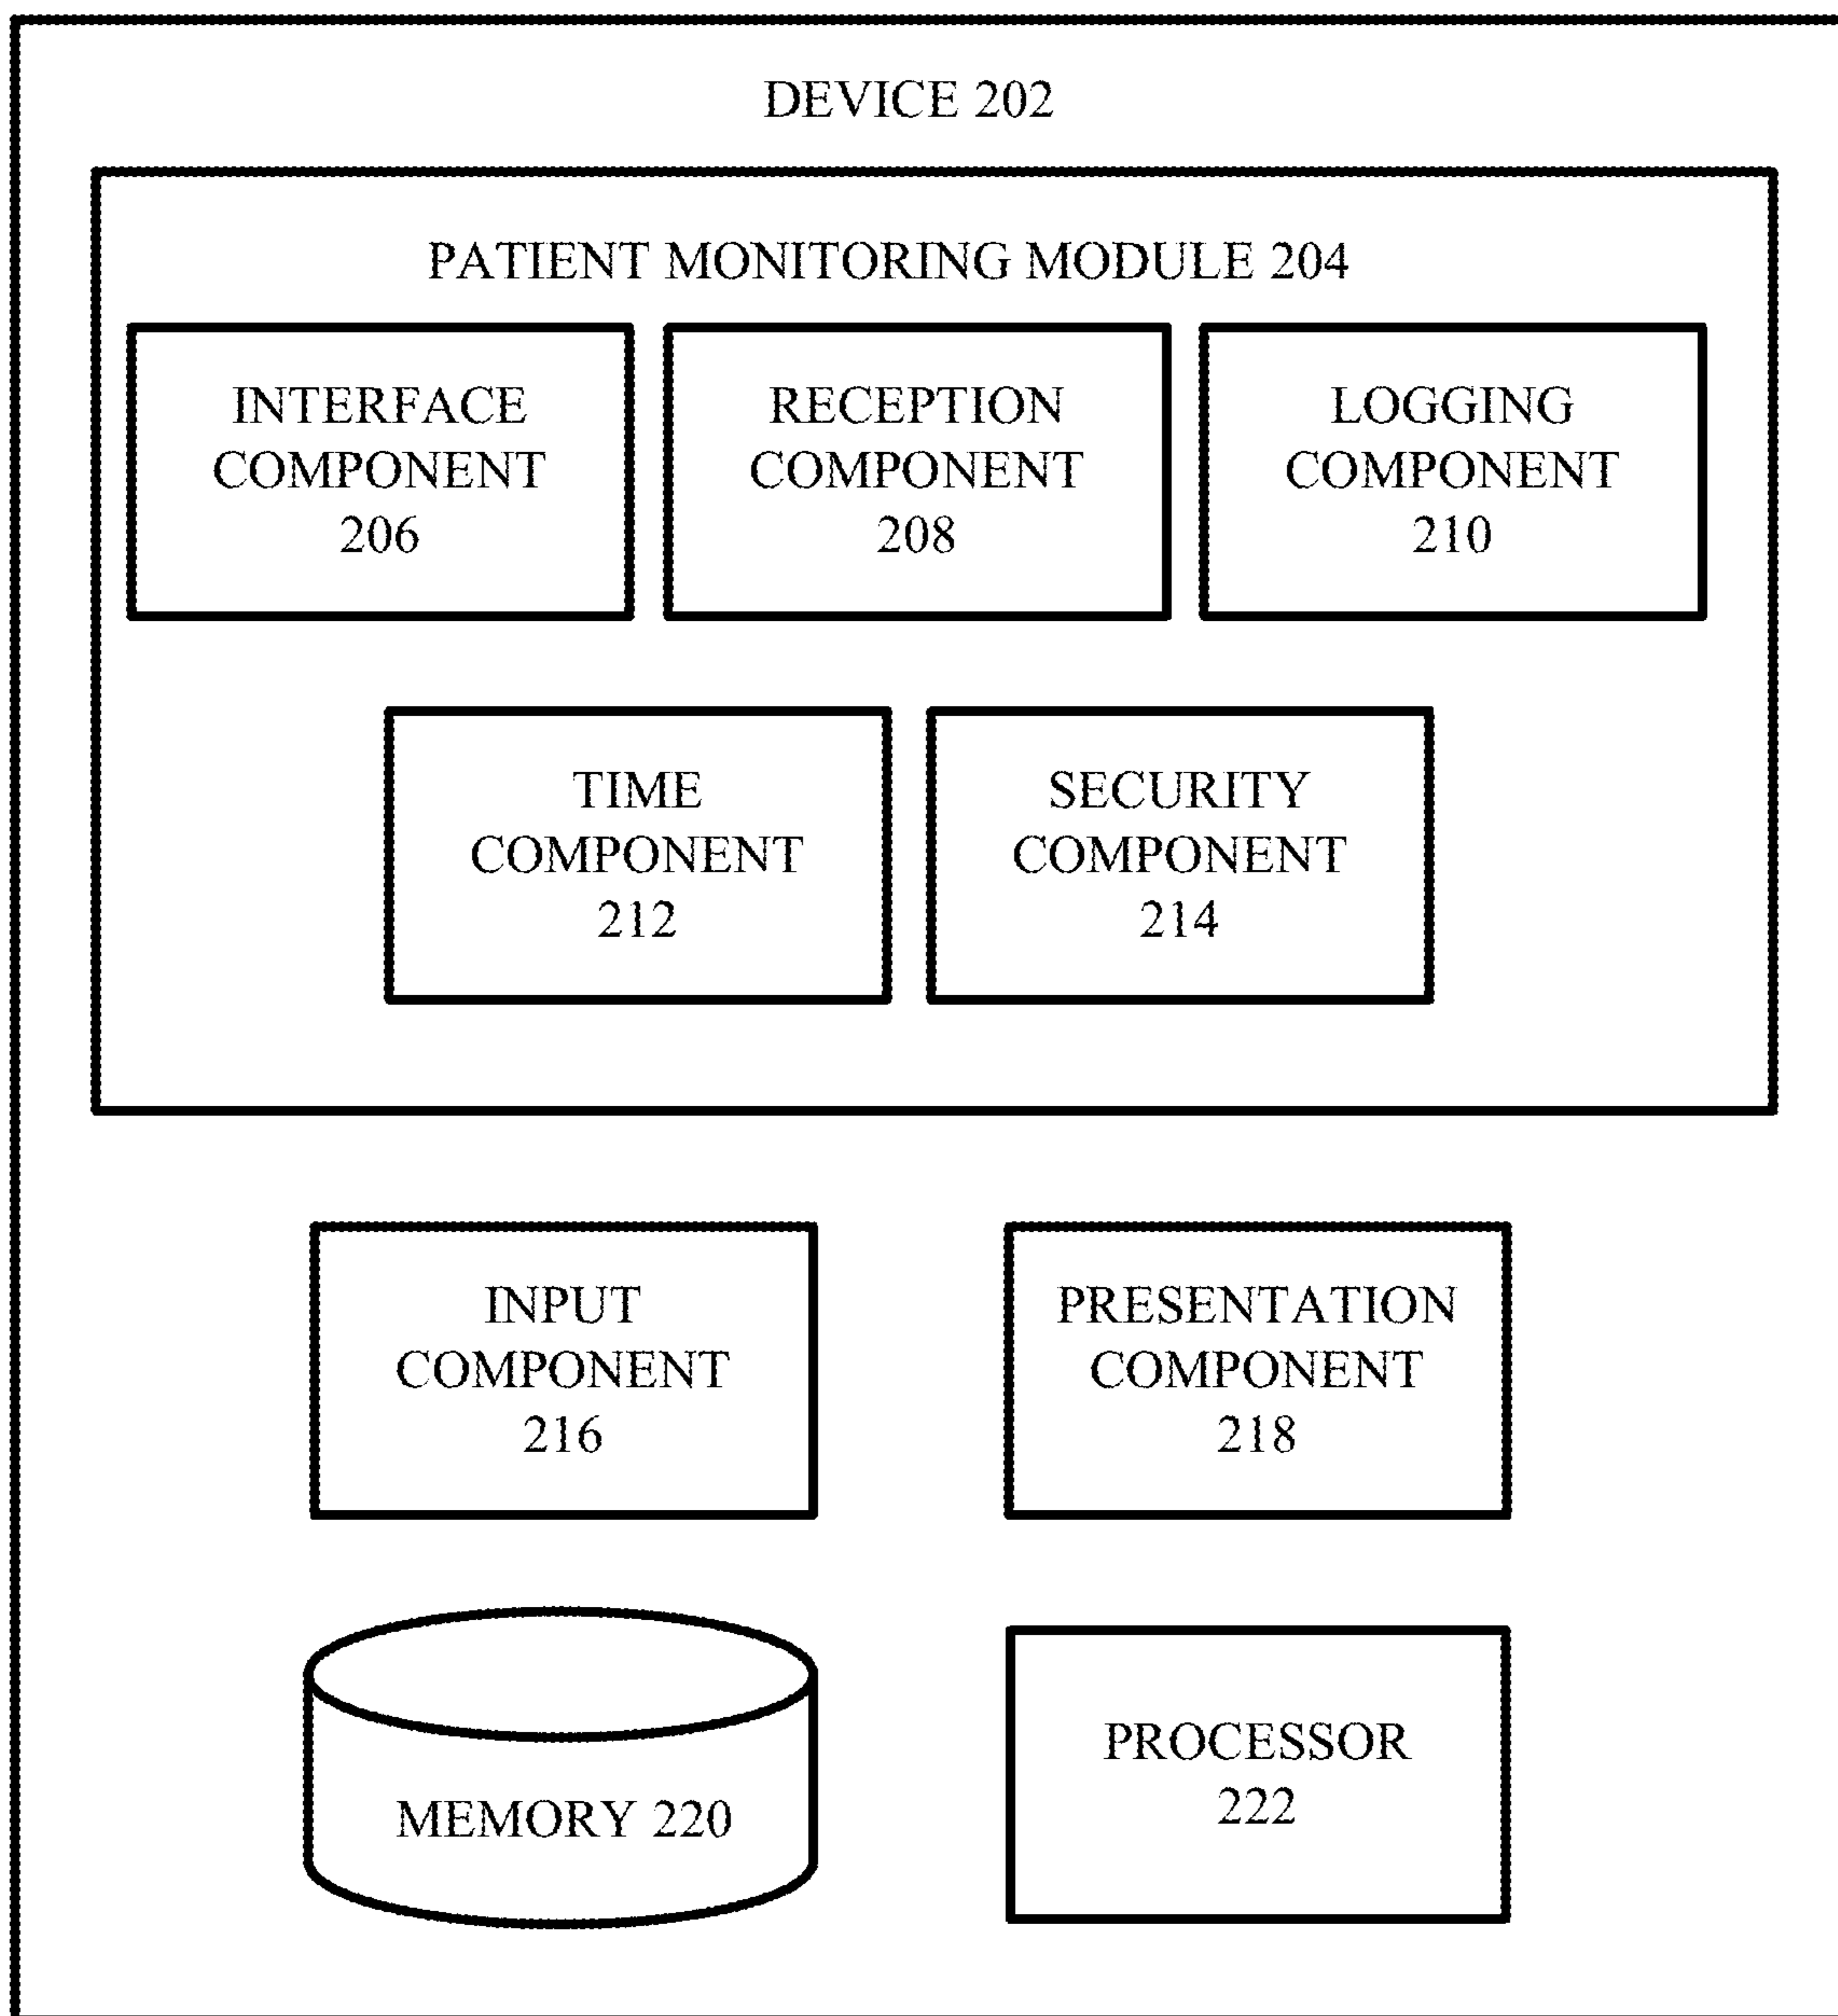 DEVICE 202
PATIENT MONITORING MODULE 204
INTERFACE
COMPONENT
206
RECEPTION
COMPONENT
208
LOGGING
COMPONENT
210
TIME
COMPONENT
212
SECURITY
COMPONENT
214
INPUT
COMPONENT
216
PRESENTATION
COMPONENT
218
MEMORY 220
PROCESSOR
222